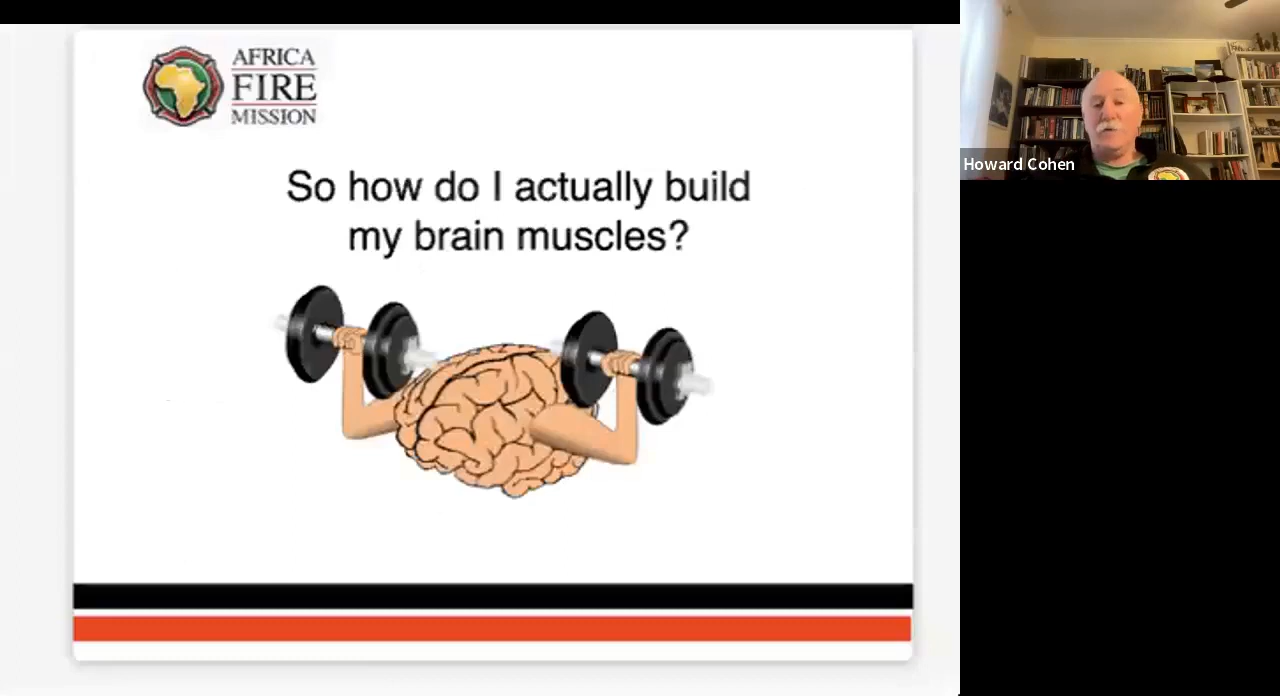 AFRICA
FIRE
MISSION
So how do I actually build
my brain muscles?
Howard Cohen